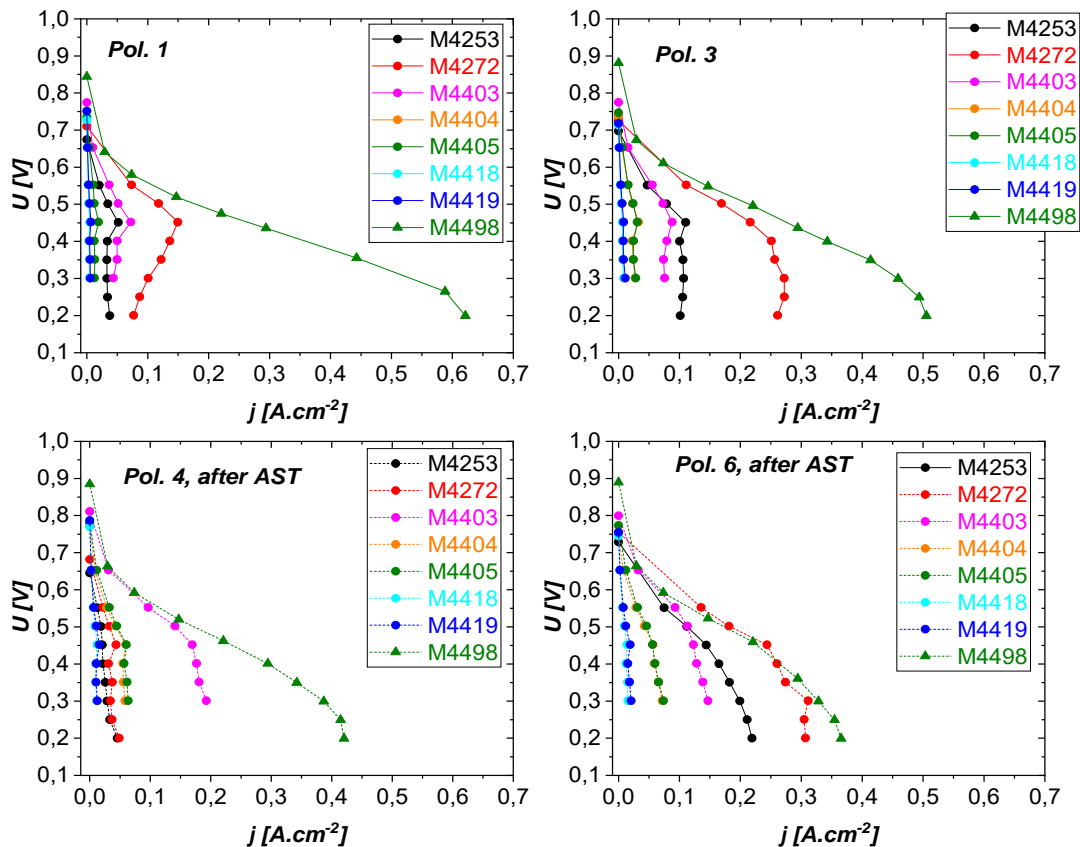 Pol. 1
U [V]
1,0
0,9
0,8
0,7
0,6
0,5
0,4
0,3
0,2
0,1
0,0 0,1 0,2 0,3 0,4 0,5 0,6 0,7
j [A.cm-2]
M4253
M4272
M4403
M4404
M4405
M4418
M4419
M4498
Pol. 3
U [V]
1,0
0,9
0,8
0,7
0,6
0,5
0,4
0,3
0,2
0,1
0,0 0,1 0,2 0,3 0,4 0,5 0,6 0,7
j [A.cm-2]
M4253
M4272
M4403
M4404
M4405
M4418
M4419
M4498
Pol. 4, after AST
U [V]
1,0
0,9
0,8
0,7
0,6
0,5
0,4
0,3
0,2
0,1
0,0 0,1 0,2 0,3 0,4 0,5 0,6 0,7
j [A.cm-2]
M4253
M4272
M4403
M4404
M4405
M4418
M4419
M4498
Pol. 6, after AST
U [V]
1,0
0,9
0,8
0,7
0,6
0,5
0,4
0,3
0,2
0,1
0,0 0,1 0,2 0,3 0,4 0,5 0,6 0,7
j [A.cm-2]
M4253
M4272
M4403
M4404
M4405
M4418
M4419
M4498